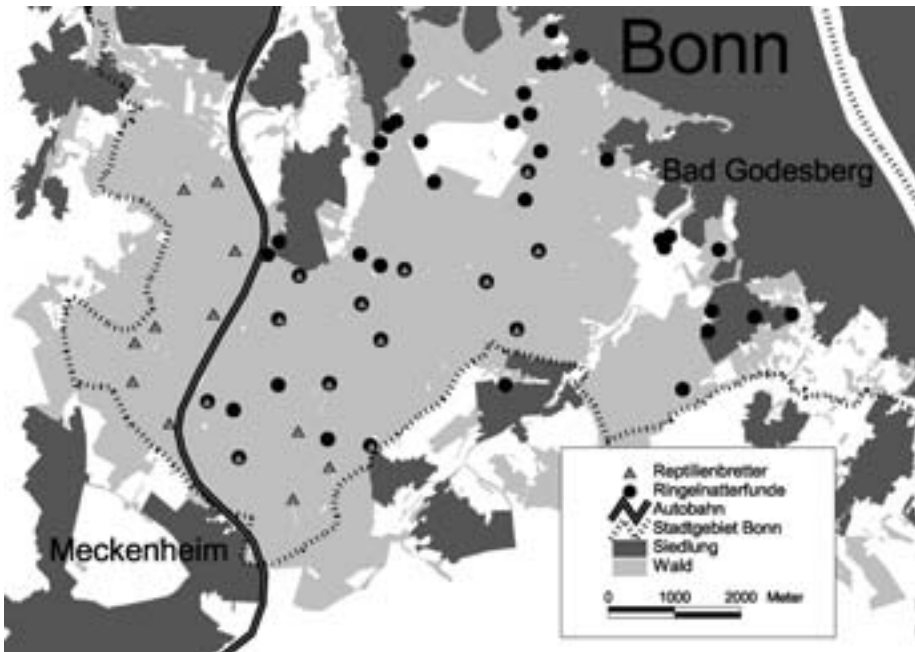 Bonn
Bad Godesberg
Meckenheim
Reptilienbretter
Ringelnatterfunde
Autobahn
Stadtgebiet Bonn
Siedlung
Wald
0 1000 2000 Meter